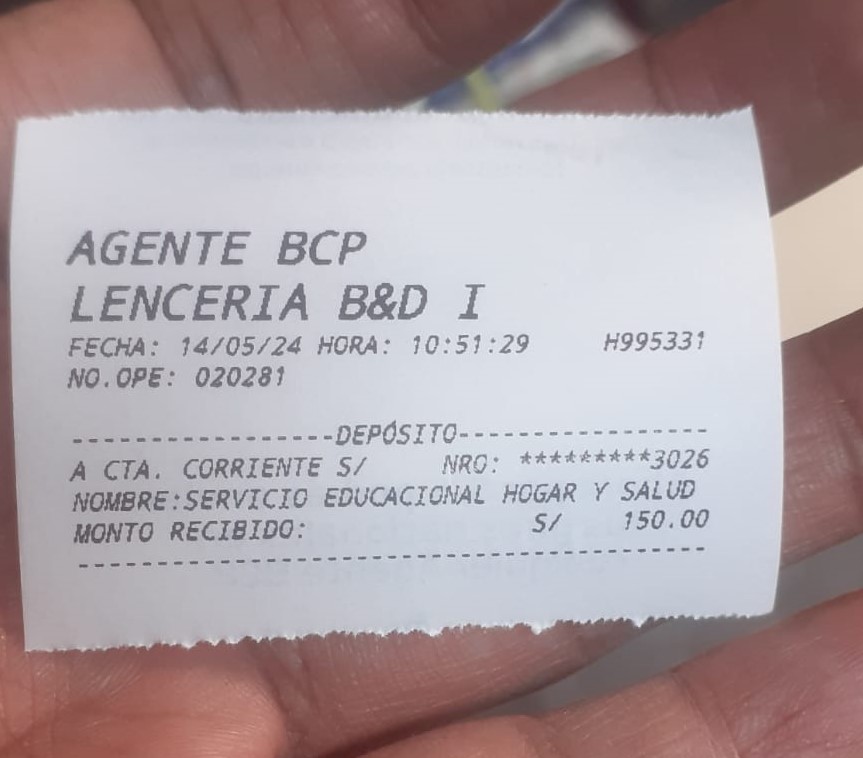 AGENTE BCP
LENCERIA B&D I
FECHA: 14/05/24 HORA: 10:51:29 H995331
NO.OPE: 020281
------------------DEPÓSITO-----------------
A CTA. CORRIENTE S/ NRO: *********3026
NOMBRE:SERVICIO EDUCACIONAL HOGAR Y SALUD
MONTO RECIBIDO: S/ 150.00
-------------------------------------------